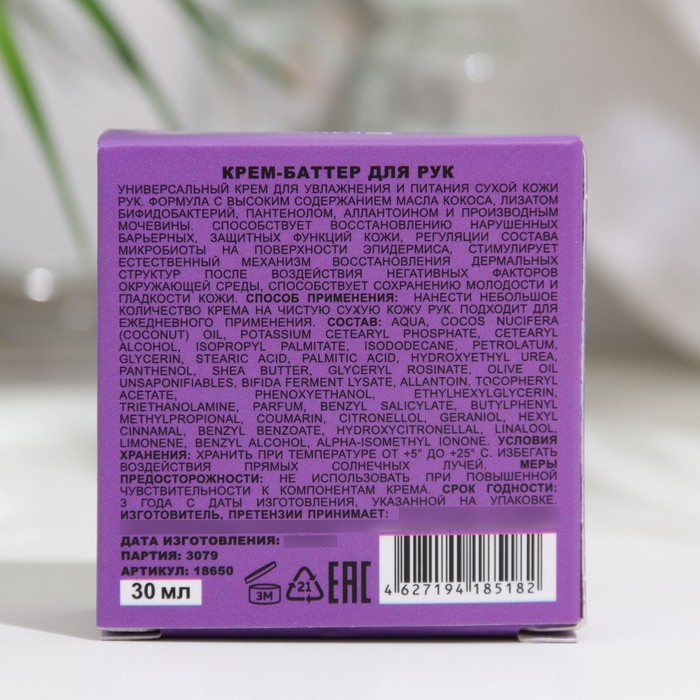 КРЕМ-БАТТЕР ДЛЯ РУК
УНИВЕРСАЛЬНЫЙ КРЕМ ДЛЯ УВЛАЖНЕНИЯ И ПИТАНИЯ СУХОЙ КОЖИ
РУК. ФОРМУЛА С ВЫСОКИМ СОДЕРЖАНИЕМ МАСЛА КОКОСА, ЛИЗАТОМ
БИФИДОБАКТЕРИЙ, ПАНТЕНОЛОМ, АЛЛАНТОИНОМ И ПРОИЗВОДНЫМ
МОЧЕВИНЫ. СПОСОБСТВУЕТ ВОССТАНОВЛЕНИЮ НАРУШЕННЫХ
БАРЬЕРНЫХ, ЗАЩИТНЫХ ФУНКЦИЙ КОЖИ, РЕГУЛЯЦИИ СОСТАВА
МИКРОБИОТЫ НА ПОВЕРХНОСТИ ЭПИДЕРМИСА, СТИМУЛИРУЕТ
ЕСТЕСТВЕННЫЙ МЕХАНИЗМ ВОССТАНОВЛЕНИЯ ДЕРМАЛЬНЫХ
СТРУКТУР ПОСЛЕ ВОЗДЕЙСТВИЯ НЕГАТИВНЫХ ФАКТОРОВ
ОКРУЖАЮЩЕЙ СРЕДЫ, СПОСОБСТВУЕТ СОХРАНЕНИЮ МОЛОДОСТИ И
ГЛАДКОСТИ КОЖИ. СПОСОБ ПРИМЕНЕНИЯ: НАНЕСТИ НЕБОЛЬШОЕ
КОЛИЧЕСТВО КРЕМА НА ЧИСТУЮ СУХУЮ КОЖУ РУК. ПОДХОДИТ ДЛЯ
ЕЖЕДНЕВНОГО ПРИМЕНЕНИЯ. СОСТАВ: AQUA, COCOS NUCIFERA
(COCONUT) OIL, POTASSIUM CETEARYL PHOSPHATE, CETEARYL
ALCOHOL, ISOPROPYL PALMITATE, ISODODECANE, PETROLATUM,
GLYCERIN, STEARIC ACID, PALMITIC ACID, HYDROXYETHYL UREA,
PANTHENOL, SHEA BUTTER, GLYCERYL ROSINATE, OLIVE OIL
UNSAPONIFIABLES, BIFIDA FERMENT LYSATE, ALLANTOIN, TOCOPHERYL
ACETATE, PHENOXYETHANOL, ETHYLHEXYLGLYCERIN,
TRIETHANOLAMINE, PARFUM, BENZYL SALICYLATE, BUTYLPHENYL
METHYLPROPIONAL, COUMARIN, CITRONELLOL, GERANIOL, HEXYL
CINNAMAL, BENZYL BENZOATE, HYDROXYCITRONELLAL, LINALOOL,
LIMONENE, BENZYL ALCOHOL, ALPHA-ISOMETHYL IONONE. УСЛОВИЯ
ХРАНЕНИЯ: ХРАНИТЬ ПРИ ТЕМПЕРАТУРЕ ОТ +5° ДО +25° С. ИЗБЕГАТЬ
ВОЗДЕЙСТВИЯ ПРЯМЫХ СОЛНЕЧНЫХ ЛУЧЕЙ. МЕРЫ
ПРЕДОСТОРОЖНОСТИ: НЕ ИСПОЛЬЗОВАТЬ ПРИ ПОВЫШЕННОЙ
ЧУВСТВИТЕЛЬНОСТИ К КОМПОНЕНТАМ КРЕМА. СРОК ГОДНОСТИ:
3 ГОДА С ДАТЫ ИЗГОТОВЛЕНИЯ, УКАЗАННОЙ НА УПАКОВКЕ.
ИЗГОТОВИТЕЛЬ, ПРЕТЕНЗИИ ПРИНИМАЕТ:
ДАТА ИЗГОТОВЛЕНИЯ:
ПАРТИЯ: 3079
АРТИКУЛ: 18650
30 мл
3М
21
ЕАС
4 627194 185182